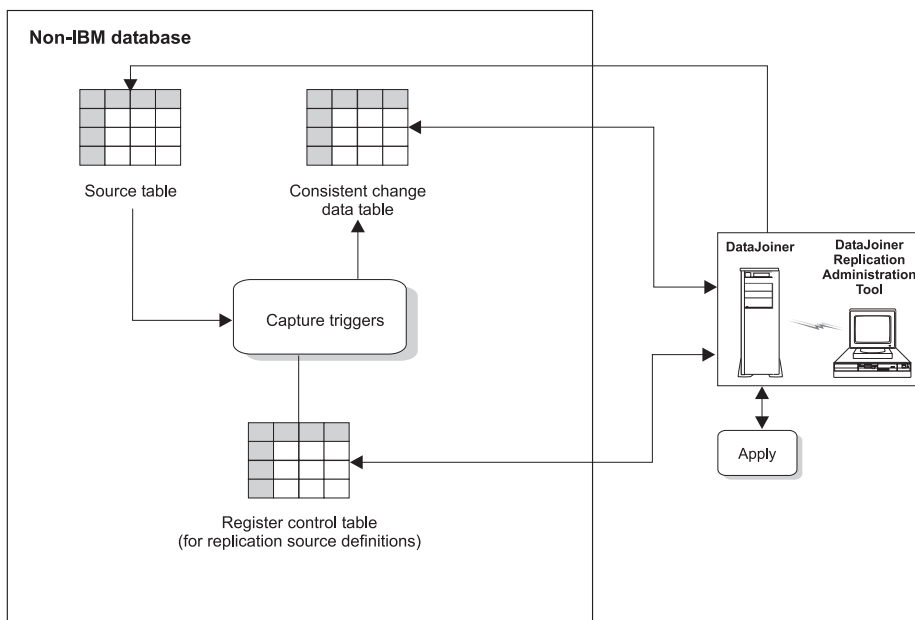 Non-IBM database
Source table
Consistent change
data table
Capture triggers
Register control table
(for replication source definitions)
DataJoiner
DataJoiner
Replication
Administration
Tool
Apply